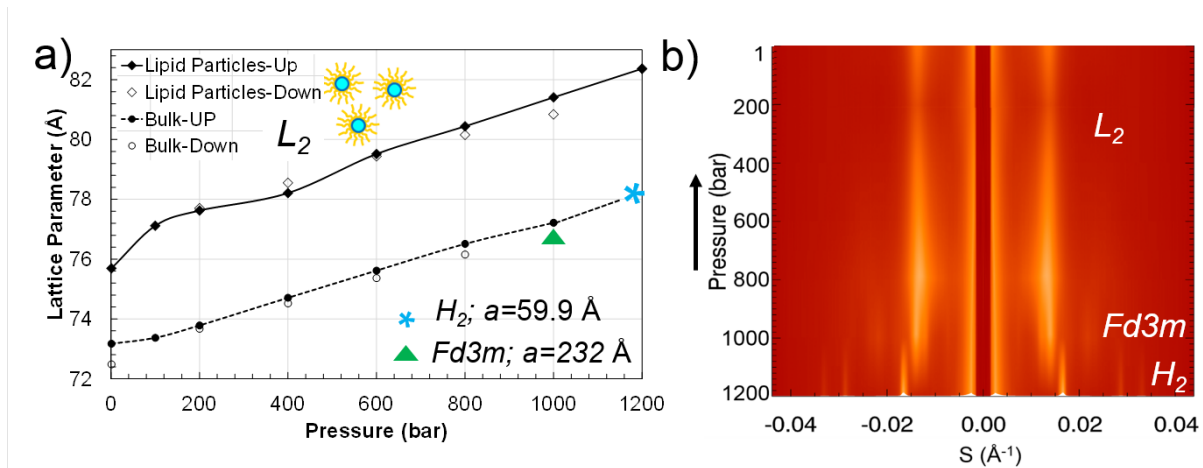 a)
Lipid Particles-Up
Lipid Particles-Down
Bulk-UP
Bulk-Down
L2
82
80
78
76
74
72
Lattice Parameter (Å)
H2; a=59.9 Å
Fd3m; a=232 Å
0 200 400 600 800 1000 1200
Pressure (bar)
b)
1
200
400
600
800
1000
1200
Pressure (bar)
L2
Fd3m
H2
-0.04 -0.02 0.00 0.02 0.04
S (Å-1)